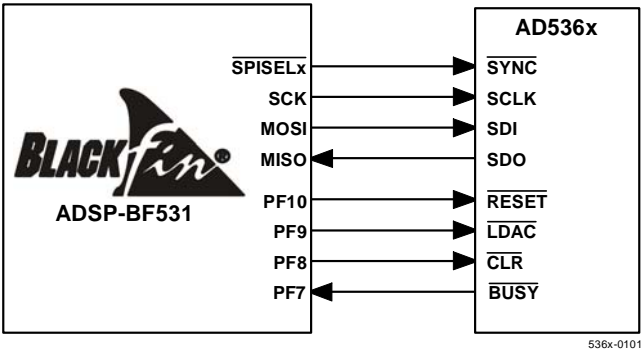 AD536x
SPISELx SYNC
SCK SCLK
MOSI SDI
MISO SDO
BLACKfin®
ADSP-BF531
PF10 RESET
PF9 LDAC
PF8 CLR
PF7 BUSY
536x-0101